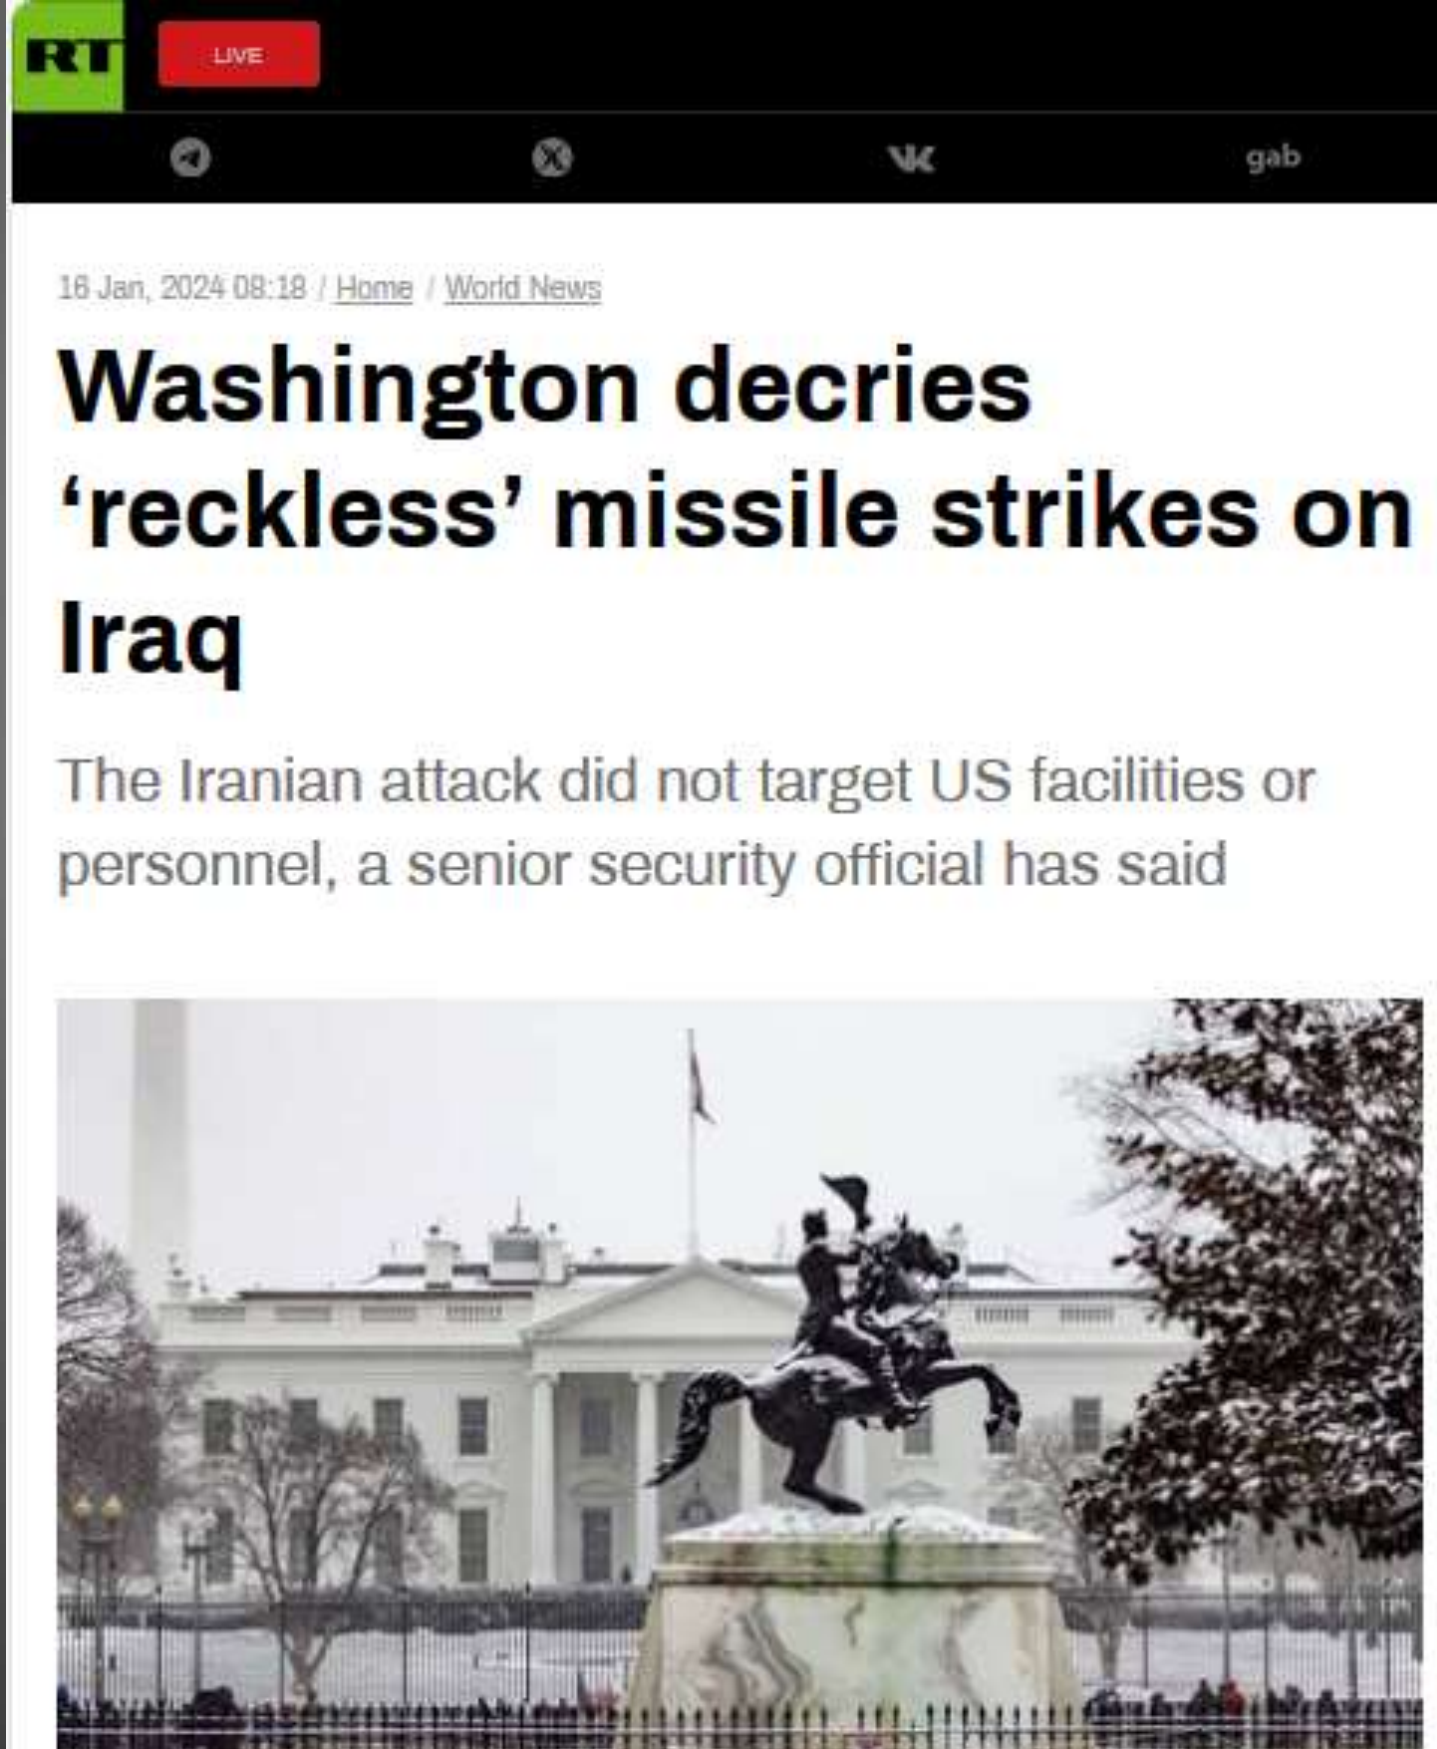 RT
LIVE
gab
16 Jan, 2024 08:18 / Home / World News
Washington decries
‘reckless’ missile strikes on
Iraq
The Iranian attack did not target US facilities or
personnel, a senior security official has said